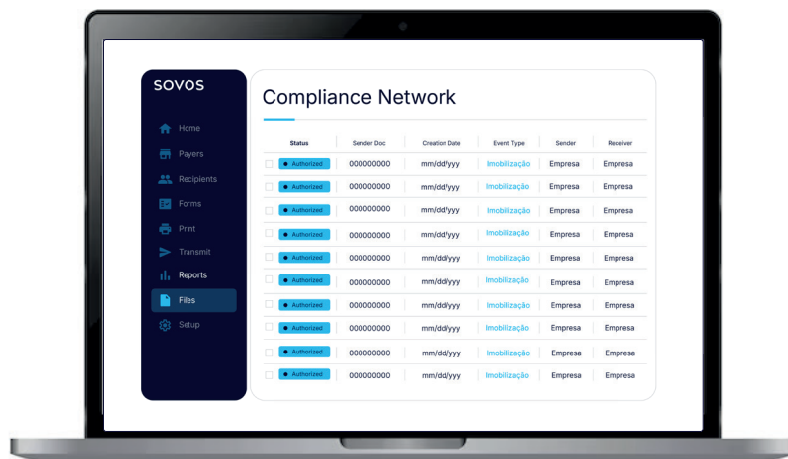 SOVOS
Home
Payers
Recipients
Forms
Print
Transmit
Reports
Files
Setup
Compliance Network
Status Sender Doc Creation Date Event Type Sender Receiver
Authorized 000000000 mm/dd/yyy Imobilização Empresa Empresa
Authorized 000000000 mm/dd/yyy Imobilização Empresa Empresa
Authorized 000000000 mm/dd/yyy Imobilização Empresa Empresa
Authorized 000000000 mm/dd/yyy Imobilização Empresa Empresa
Authorized 000000000 mm/dd/yyy Imobilização Empresa Empresa
Authorized 000000000 mm/dd/yyy Imobilização Empresa Empresa
Authorized 000000000 mm/dd/yyy Imobilização Empresa Empresa
Authorized 000000000 mm/dd/yyy Imobilização Empresa Empresa
Authorized 000000000 mm/dd/yyy Imobilização Empresa Empresa
Authorized 000000000 mm/dd/yyy Imobilização Empresa Empresa